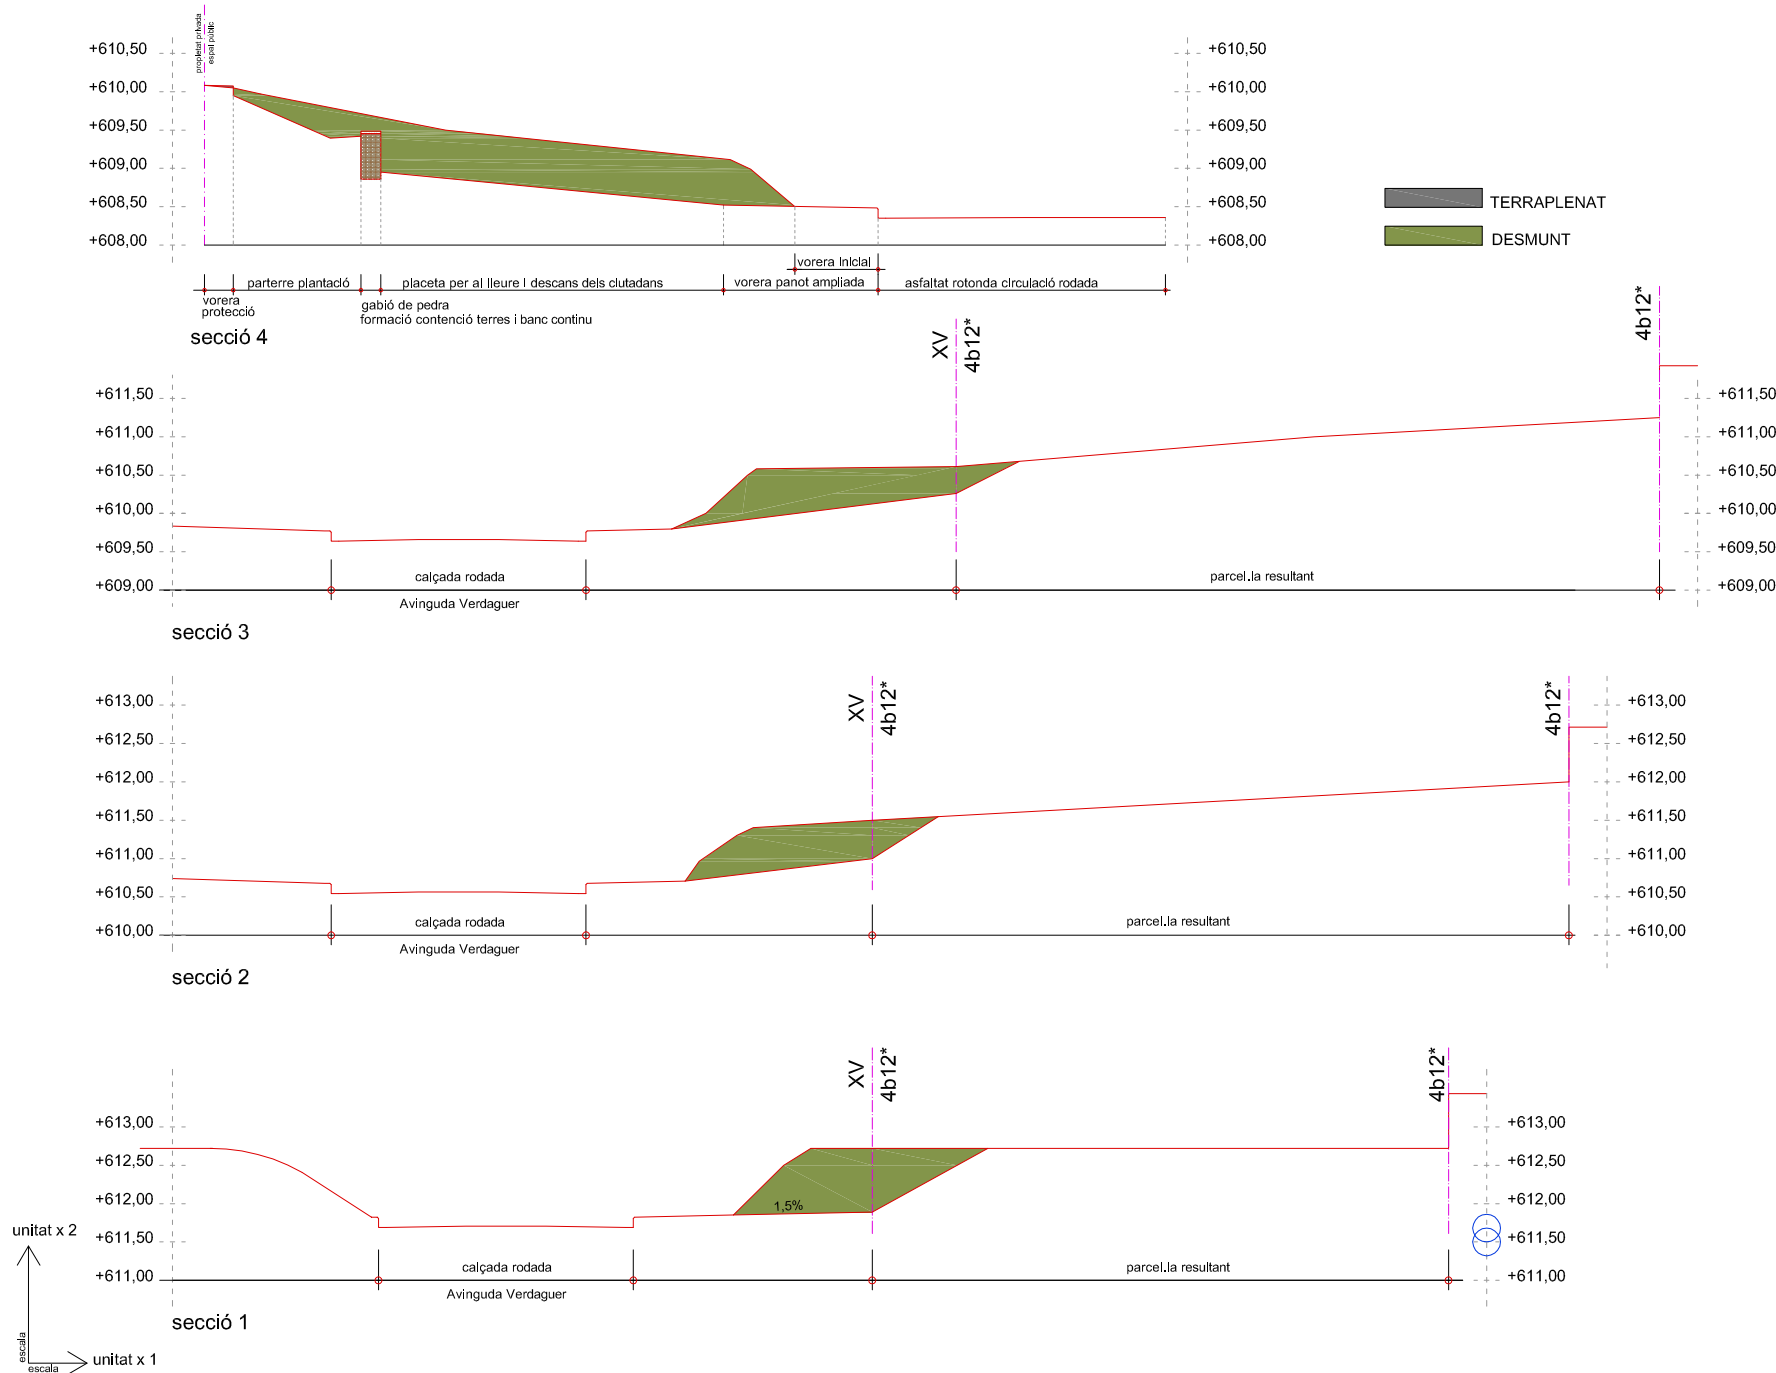 propietat privada
espai públic
+610,50
+610,00
+609,50
+609,00
+608,50
+608,00
+610,50
+610,00
+609,50
+609,00
+608,50
+608,00
TERRAPLENAT
DESMUNT
vorera inicial
parterre plantació
placeta per al lleure i descans dels ciutadans
vorera panot ampliada
asfaltat rotonda circulació rodada
vorera
protecció
gabió de pedra
formació contenció terres i banc continu
secció 4
XV
4b12*
4b12*
+611,50
+611,00
+610,50
+610,00
+609,50
+609,00
+611,50
+611,00
+610,50
+610,00
+609,50
+609,00
calçada rodada
parcel.la resultant
Avinguda Verdaguer
secció 3
XV
4b12*
4b12*
+613,00
+612,50
+612,00
+611,50
+611,00
+610,50
+610,00
+613,00
+612,50
+612,00
+611,50
+611,00
+610,50
+610,00
calçada rodada
parcel.la resultant
Avinguda Verdaguer
secció 2
XV
4b12*
4b12*
+613,00
+612,50
+612,00
+611,50
+611,00
1,5%
+613,00
+612,50
+612,00
+611,50
+611,00
calçada rodada
parcel.la resultant
Avinguda Verdaguer
secció 1
unitat x 2
escala
escala
unitat x 1